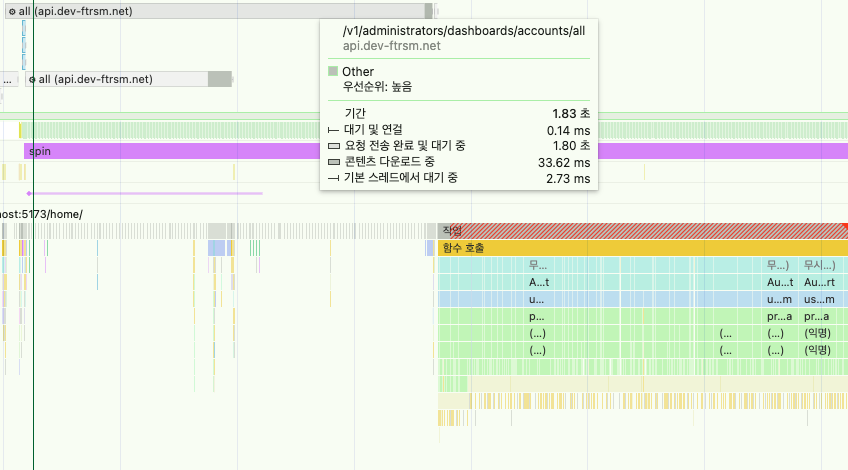 all (api.dev-ftrsm.net)
/v1/administrators/dashboards/accounts/all
api.dev-ftrsm.net
Other
우선순위: 높음
기간 1.83 초
대기 및 연결 0.14 ms
요청 전송 완료 및 대기 중 1.80 초
콘텐츠 다운로드 중 33.62 ms
기본 스레드에서 대기 중 2.73 ms
... all (api.dev-ftrsm.net)
spin
ost:5173/home/
작업
함수 호출
무... 무...) 무시...)
A...t Au...t Au...rt
u... u...m us...m
p... pr...a pr...a
(...) (... (...) (익명)
(...) (... (...) (익명)